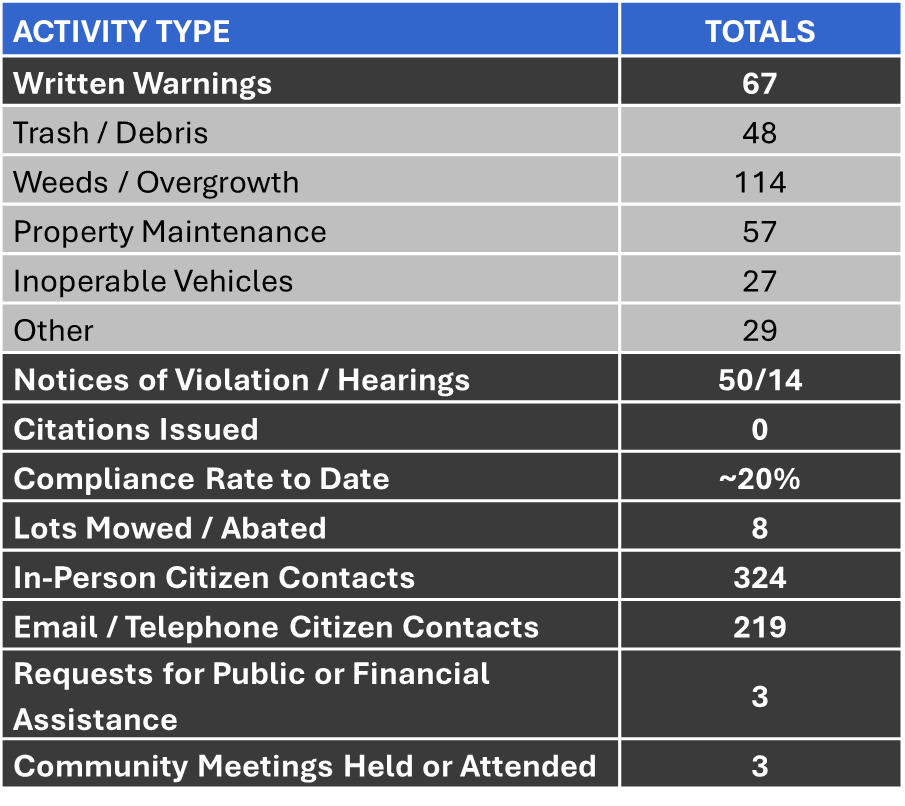 ACTIVITY TYPE TOTALS
Written Warnings 67
Trash / Debris 48
Weeds / Overgrowth 114
Property Maintenance 57
Inoperable Vehicles 27
Other 29
Notices of Violation / Hearings 50/14
Citations Issued 0
Compliance Rate to Date ~20%
Lots Mowed / Abated 8
In-Person Citizen Contacts 324
Email / Telephone Citizen Contacts 219
Requests for Public or Financial
Assistance 3
Community Meetings Held or Attended 3